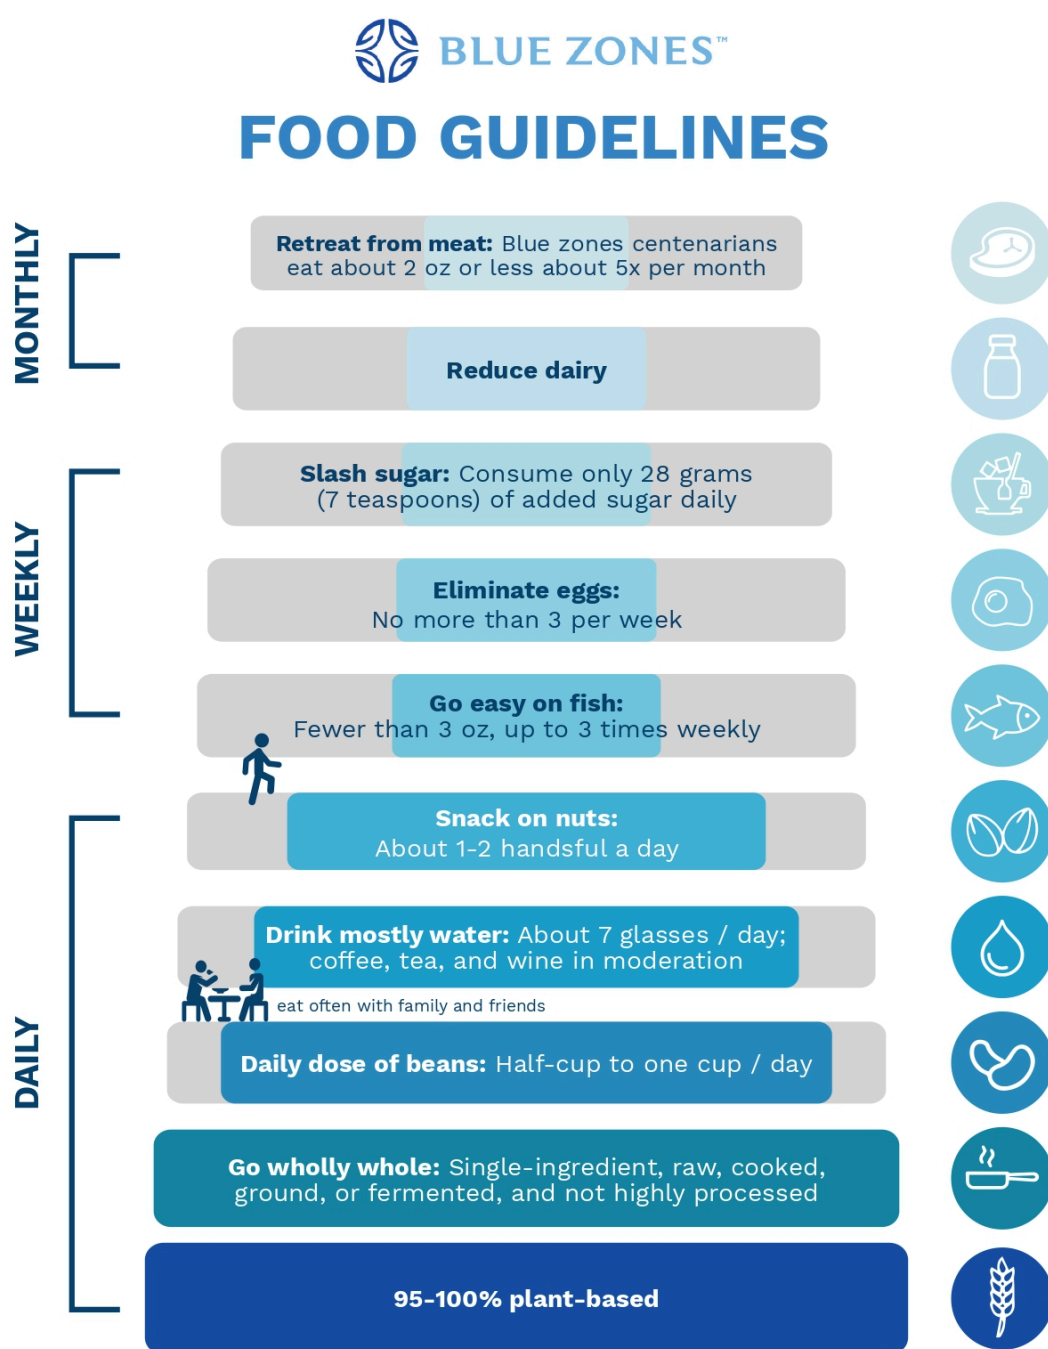 BLUE ZONES™
FOOD GUIDELINES
MONTHLY
Retreat from meat: Blue zones centenarians
eat about 2 oz or less about 5x per month
Reduce dairy
WEEKLY
Slash sugar: Consume only 28 grams
(7 teaspoons) of added sugar daily
Eliminate eggs:
No more than 3 per week
Go easy on fish:
Fewer than 3 oz, up to 3 times weekly
DAILY
Snack on nuts:
About 1-2 handsful a day
Drink mostly water: About 7 glasses / day;
coffee, tea, and wine in moderation
eat often with family and friends
Daily dose of beans: Half-cup to one cup / day
Go wholly whole: Single-ingredient, raw, cooked,
ground, or fermented, and not highly processed
95-100% plant-based